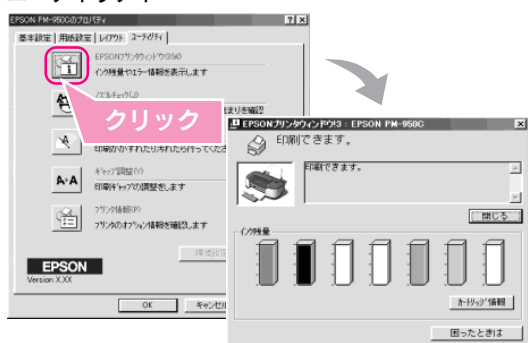 EPSON PM-950Cのプロパティ
基本設定 用紙設定 レイアウト ユーティリティ
EPSONプリンタウィンドウ!3(W)
インク残量やエラー情報を表示します
ノズルチェック(J)
まりを確認
クリック
印刷がかすれたり汚れたら行ってくださ
ギャップ調整(V)
印刷ギャップの調整をします
プリンタ情報(P)
プリンタのオプション情報を確認します
環境設定
EPSON
Version X.XX
OK キャンセル
EPSONプリンタウィンドウ!3 : EPSON PM-950C
印刷できます。
印刷できます。
閉じる
インク残量
カートリッジ情報
困ったときは